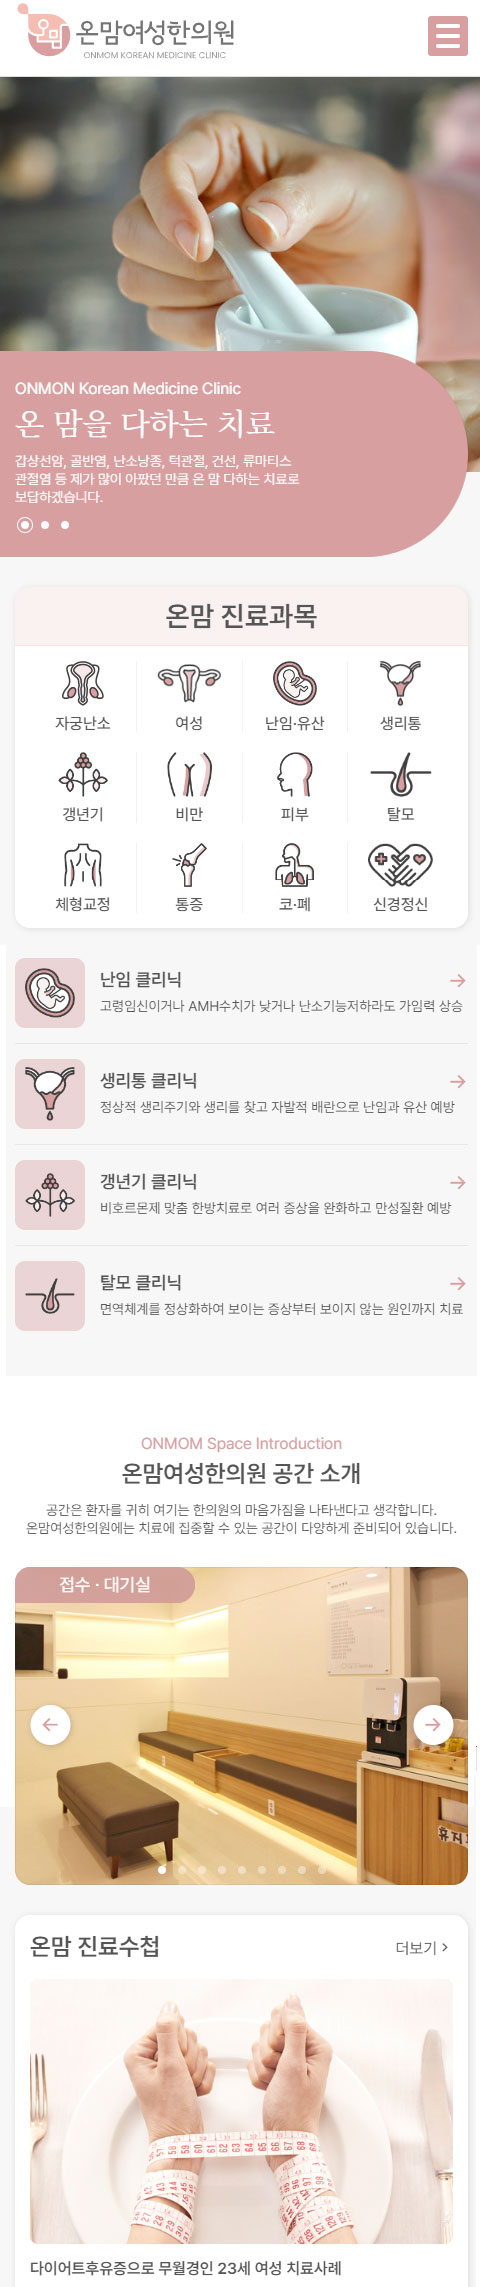 온맘
온맘여성한의원
ONMOM KOREAN MEDICINE CLINIC
ONMON Korean Medicine Clinic
온 맘을 다하는 치료
갑상선암, 골반염, 난소낭종, 턱관절, 건선, 류마티스
관절염 등 제가 많이 아팠던 만큼 온 맘 다하는 치료로
보답하겠습니다.
온맘 진료과목
자궁난소 여성 난임·유산 생리통
갱년기 비만 피부 탈모
체형교정 통증 코·폐 신경정신
난임 클리닉
고령임신이거나 AMH수치가 낮거나 난소기능저하라도 가임력 상승
생리통 클리닉
정상적 생리주기와 생리를 찾고 자발적 배란으로 난임과 유산 예방
갱년기 클리닉
비호르몬제 맞춤 한방치료로 여러 증상을 완화하고 만성질환 예방
탈모 클리닉
면역체계를 정상화하여 보이는 증상부터 보이지 않는 원인까지 치료
ONMOM Space Introduction
온맘여성한의원 공간 소개
공간은 환자를 귀히 여기는 한의원의 마음가짐을 나타낸다고 생각합니다.
온맘여성한의원에는 치료에 집중할 수 있는 공간이 다양하게 준비되어 있습니다.
접수 · 대기실
휴지
온맘 진료수첩
더보기
다이어트후유증으로 무월경인 23세 여성 치료사례